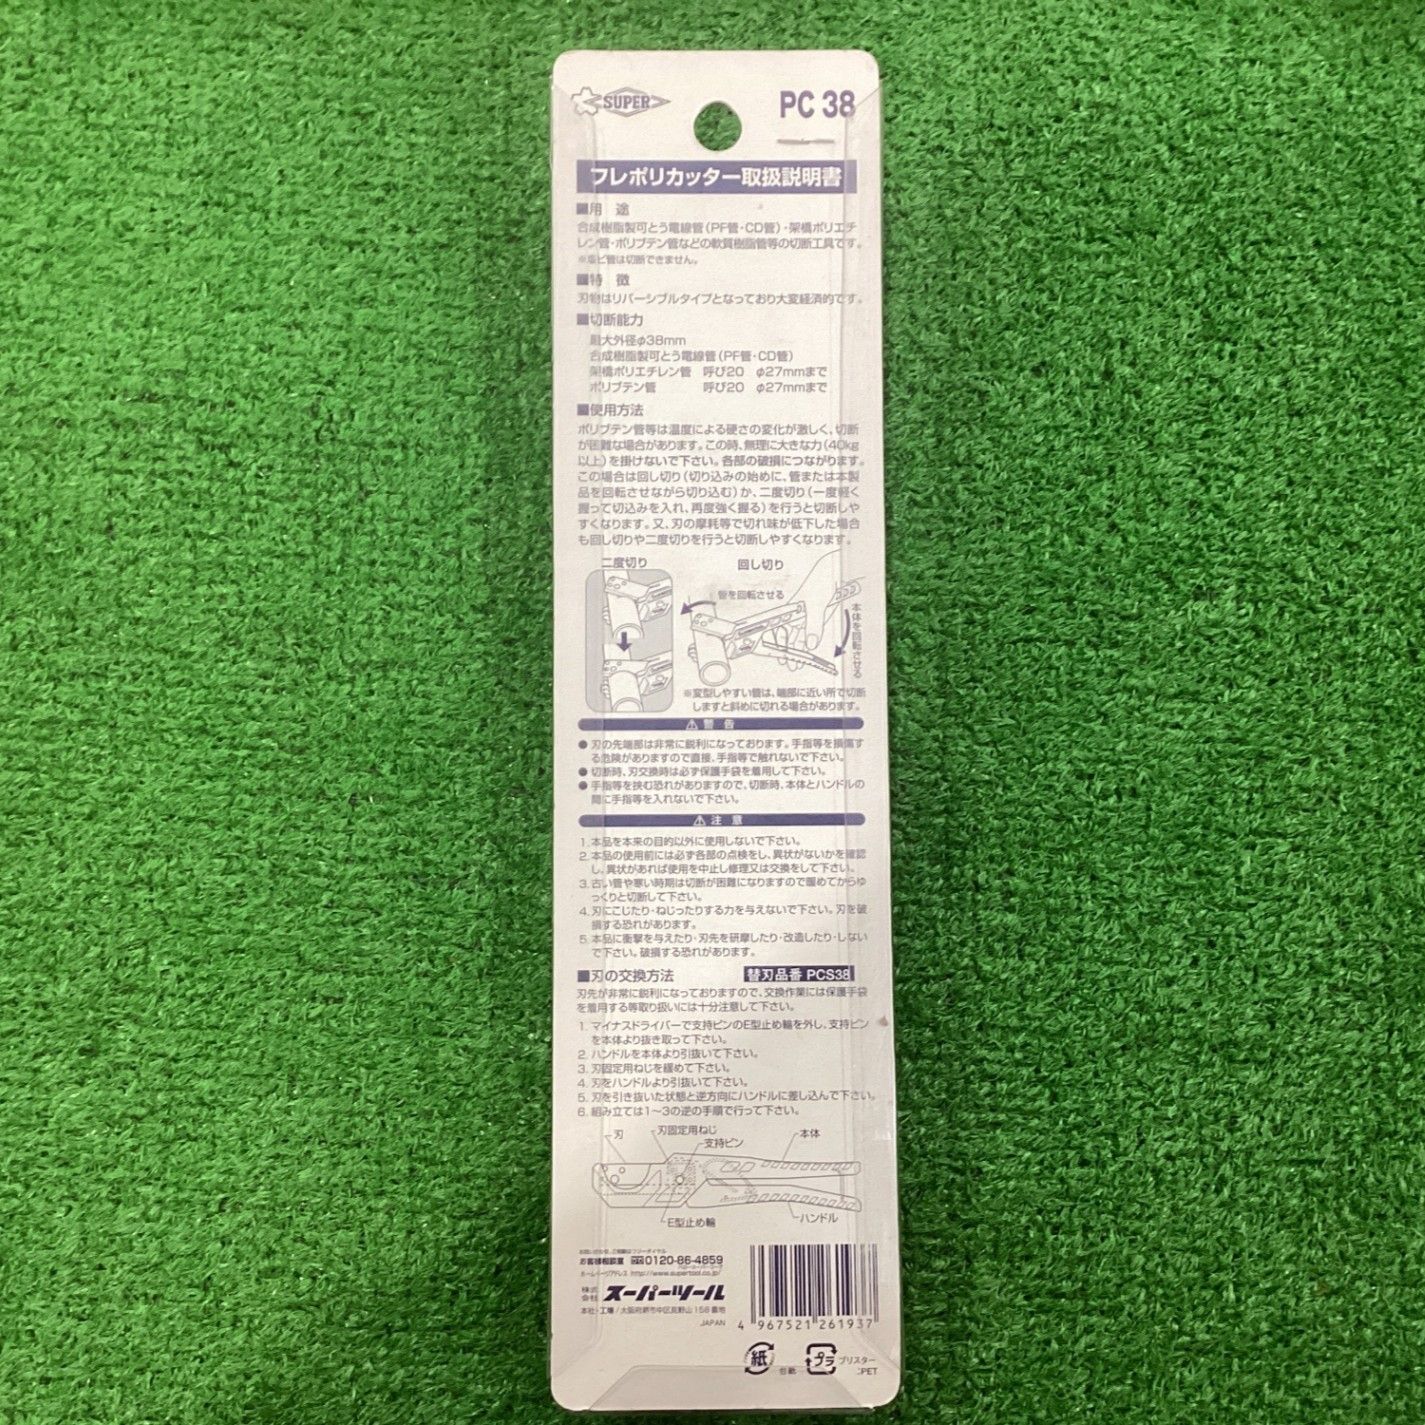 SUPER
PC 38
フレポリカッター取扱説明書
■用 途
合成樹脂製可とう電線管(PF管・CD管)・架橋ポリエチ
レン管・ポリブテン管などの軟質樹脂管等の切断工具です。
※塩ビ管は切断できません。
■特 徴
刃物はリバーシブルタイプとなっており大変経済的です。
■切断能力
最大外径φ38mm
合成樹脂製可とう電線管(PF管・CD管)
架橋ポリエチレン管 呼び20 φ27mmまで
ポリブテン管 呼び20 φ27mmまで
■使用方法
ポリブテン管等は温度による硬さの変化が激しく、切断
が困難な場合があります。この時、無理に大きな力(40kg
以上)を掛けないで下さい。各部の破損につながります。
この場合は回し切り(切り込みの始めに、管または本製
品を回転させながら切り込む)か、二度切り(一度軽く
握って切込みを入れ、再度強く握る)を行うと切断しや
すくなります。又、刃の摩耗等で切れ味が低下した場合
も回し切りや二度切りを行うと切断しやすくなります。
二度切り
回し切り
管を回転させる
本体を回転させる
※変型しやすい管は、端部に近い所で切断
しますと斜めに切れる場合があります。
⚠警 告
● 刃の先端部は非常に鋭利になっております。手指等を損傷す
る危険がありますので直接、手指等で触れないで下さい。
● 切断時、刃交換時は必ず保護手袋を着用して下さい。
● 手指等を挟む恐れがありますので、切断時、本体とハンドルの
間に手指等を入れないで下さい。
⚠注 意
1. 本品を本来の目的以外に使用しないで下さい。
2. 本品の使用前には必ず各部の点検をし、異状がないかを確認
し、異状があれば使用を中止し修理又は交換をして下さい。
3. 古い管や寒い時期は切断が困難になりますので暖めてからゆ
っくりと切断して下さい。
4. 刃にこじたり・ねじったりする力を与えないで下さい。刃を破
損する恐れがあります。
5. 本品に衝撃を与えたり・刃先を研摩したり・改造したり・しない
で下さい。破損する恐れがあります。
■刃の交換方法
替刃品番 PCS38
刃先が非常に鋭利になっておりますので、交換作業には保護手袋
を着用する等取り扱いには十分注意して下さい。
1. マイナスドライバーで支持ピンのE型止め輪を外し、支持ピン
を本体より抜き取って下さい。
2. ハンドルを本体より引抜いて下さい。
3. 刃固定用ねじを緩めて下さい。
4. 刃をハンドルより引抜いて下さい。
5. 刃を引き抜いた状態と逆方向にハンドルに差し込んで下さい。
6. 組み立ては1〜3の逆の手順で行って下さい。
刃
刃固定用ねじ
支持ピン
本体
E型止め輪
ハンドル
お客様相談室 0120-86-4859
ホームページアドレス http://www.supertool.co.jp/
株式会社 スーパーツール
本社・工場/大阪府堺市中区見野山158番地
JAPAN
4 967521 261937
紙
台紙
プラ
ブリスター
:PET